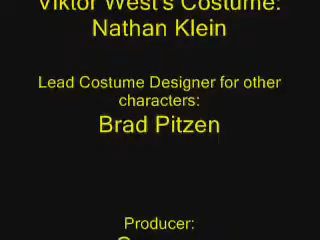 Viktor West's Costume:
Nathan Klein
Lead Costume Designer for other
characters:
Brad Pitzen
Producer: